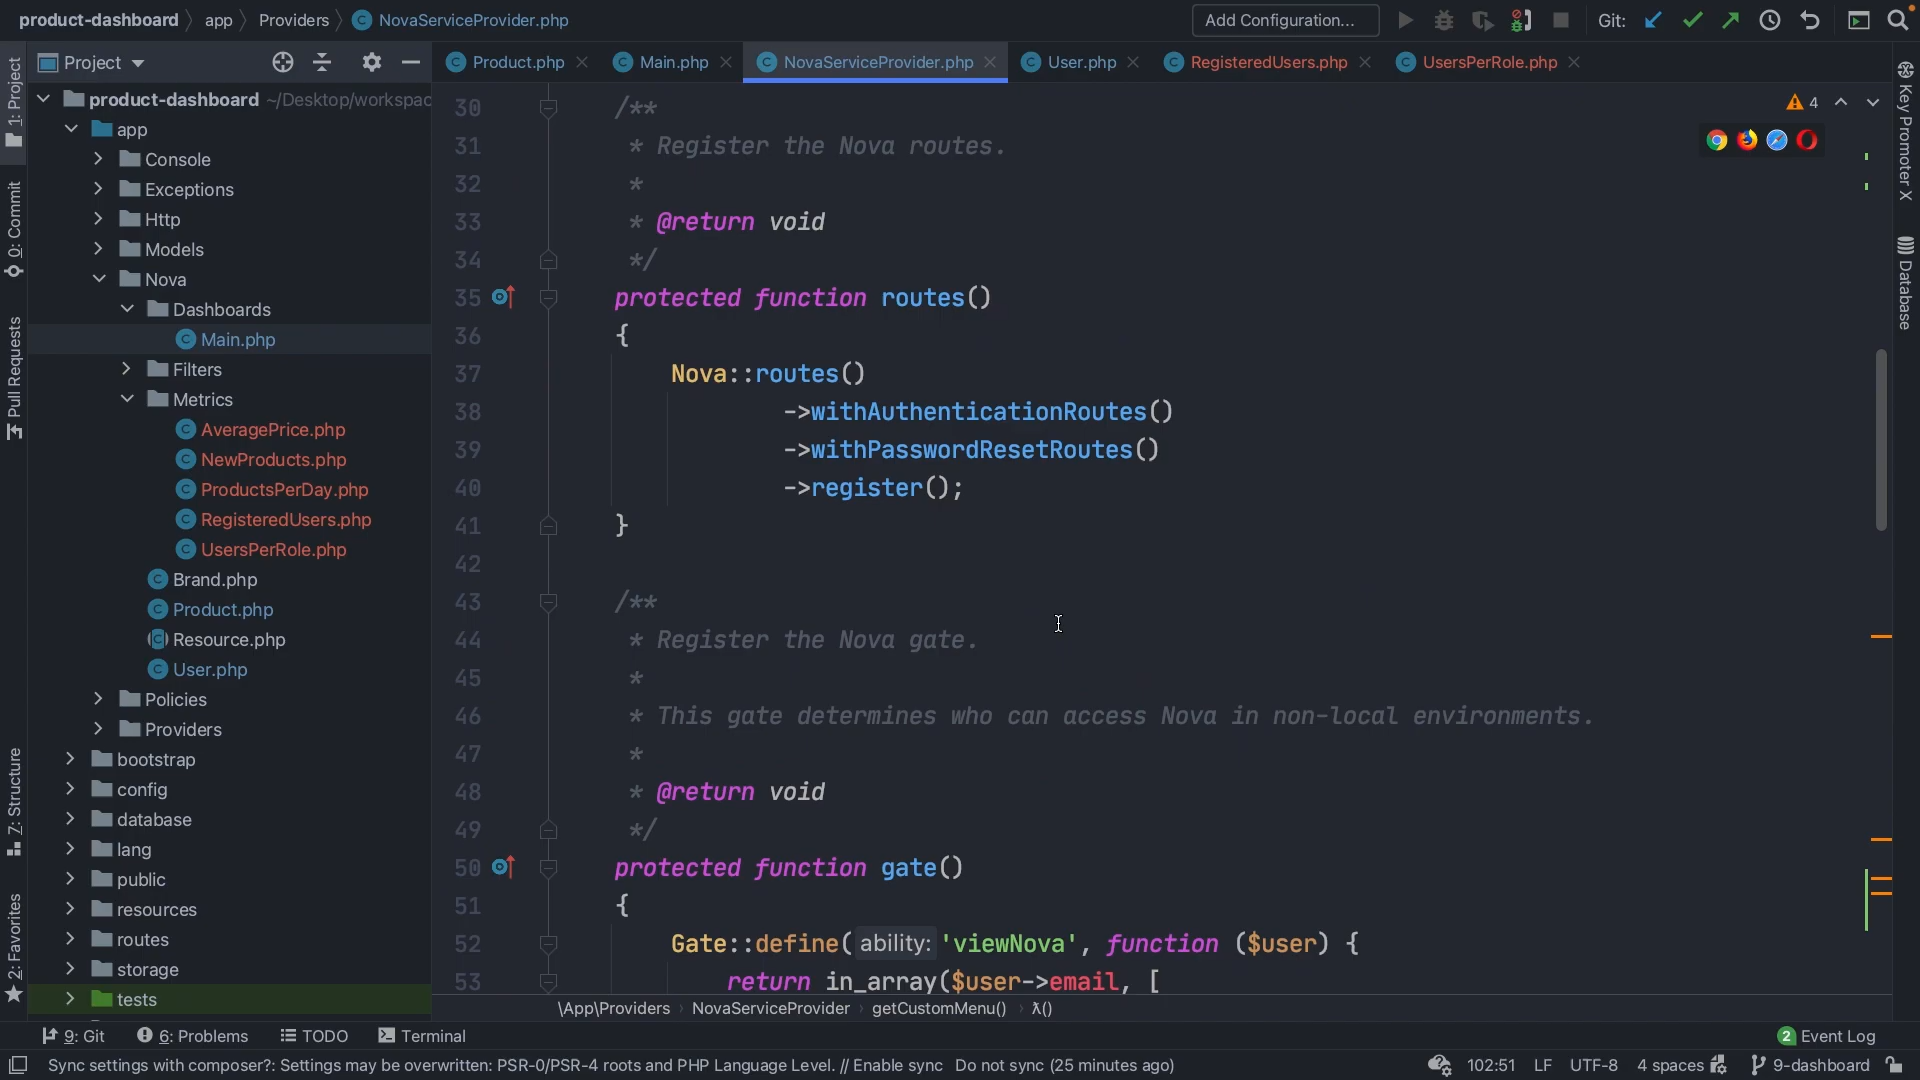 product-dashboard app Providers NovaServiceProvider.php
Add Configuration...
Git:
Project
Product.php
Main.php
NovaServiceProvider.php
User.php
RegisteredUsers.php
UsersPerRole.php
1: Project
0: Commit
Pull Requests
7: Structure
2: Favorites
product-dashboard ~/Desktop/workspac
app
Console
Exceptions
Http
Models
Nova
Dashboards
Main.php
Filters
Metrics
AveragePrice.php
NewProducts.php
ProductsPerDay.php
RegisteredUsers.php
UsersPerRole.php
Brand.php
Product.php
Resource.php
User.php
Policies
Providers
bootstrap
config
database
lang
public
resources
routes
storage
tests
30 /**
31 * Register the Nova routes.
32 *
33 * @return void
34 */
35 protected function routes()
36 {
37 Nova::routes()
38 ->withAuthenticationRoutes()
39 ->withPasswordResetRoutes()
40 ->register();
41 }
42
43 /**
44 * Register the Nova gate.
45 *
46 * This gate determines who can access Nova in non-local environments.
47 *
48 * @return void
49 */
50 protected function gate()
51 {
52 Gate::define( ability: 'viewNova', function ($user) {
53 return in_array($user->email, [
4
Key Promoter X
Database
\App\Providers NovaServiceProvider getCustomMenu() λ()
9: Git
6: Problems
TODO
Terminal
2 Event Log
Sync settings with composer?: Settings may be overwritten: PSR-0/PSR-4 roots and PHP Language Level. // Enable sync Do not sync (25 minutes ago)
102:51 LF UTF-8 4 spaces 9-dashboard